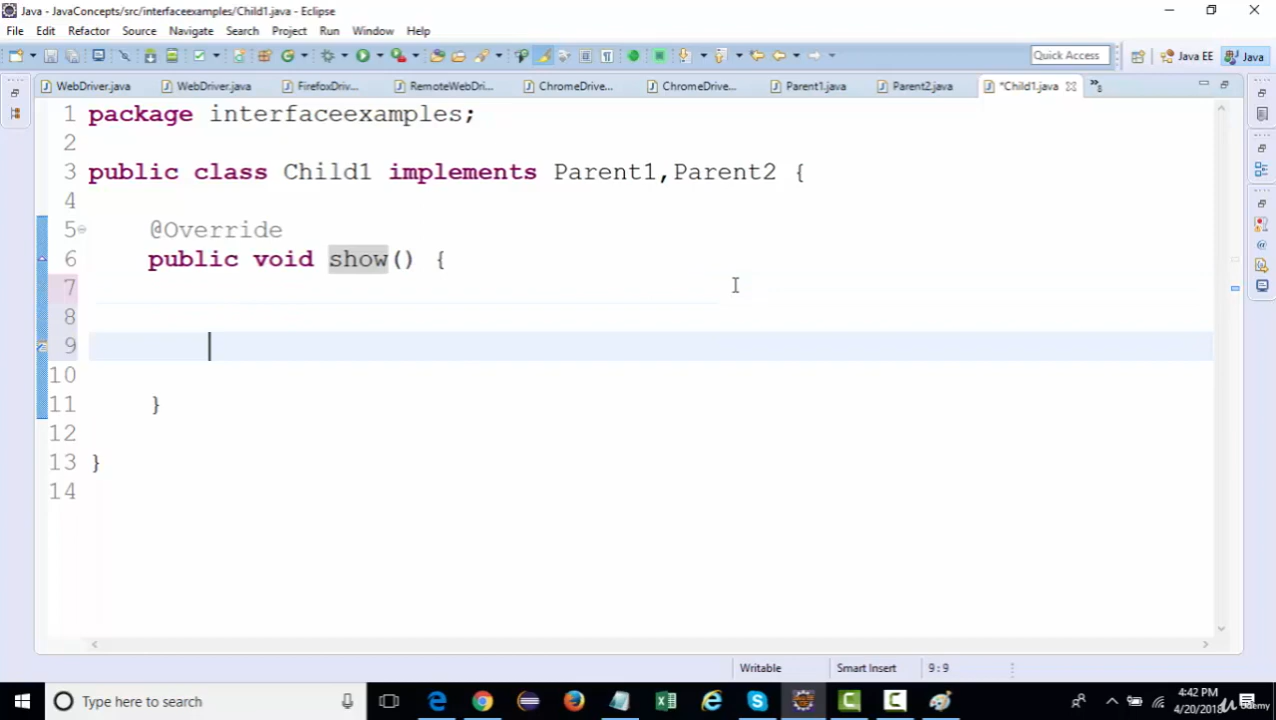 Java - JavaConcepts/src/interfaceexamples/Child1.java - Eclipse
File Edit Refactor Source Navigate Search Project Run Window Help
Quick Access Java EE Java
WebDriver.java WebDriver.java FirefoxDriv... RemoteWebDri... ChromeDrive... ChromeDrive... Parent1.java Parent2.java *Child1.java »8
1 package interfaceexamples;
2
3 public class Child1 implements Parent1,Parent2 {
4
5 @Override
6 public void show() {
7
8
9
10
11 }
12
13 }
14
Writable Smart Insert 9 : 9
Type here to search
4:42 PM
4/20/2018
Udemy